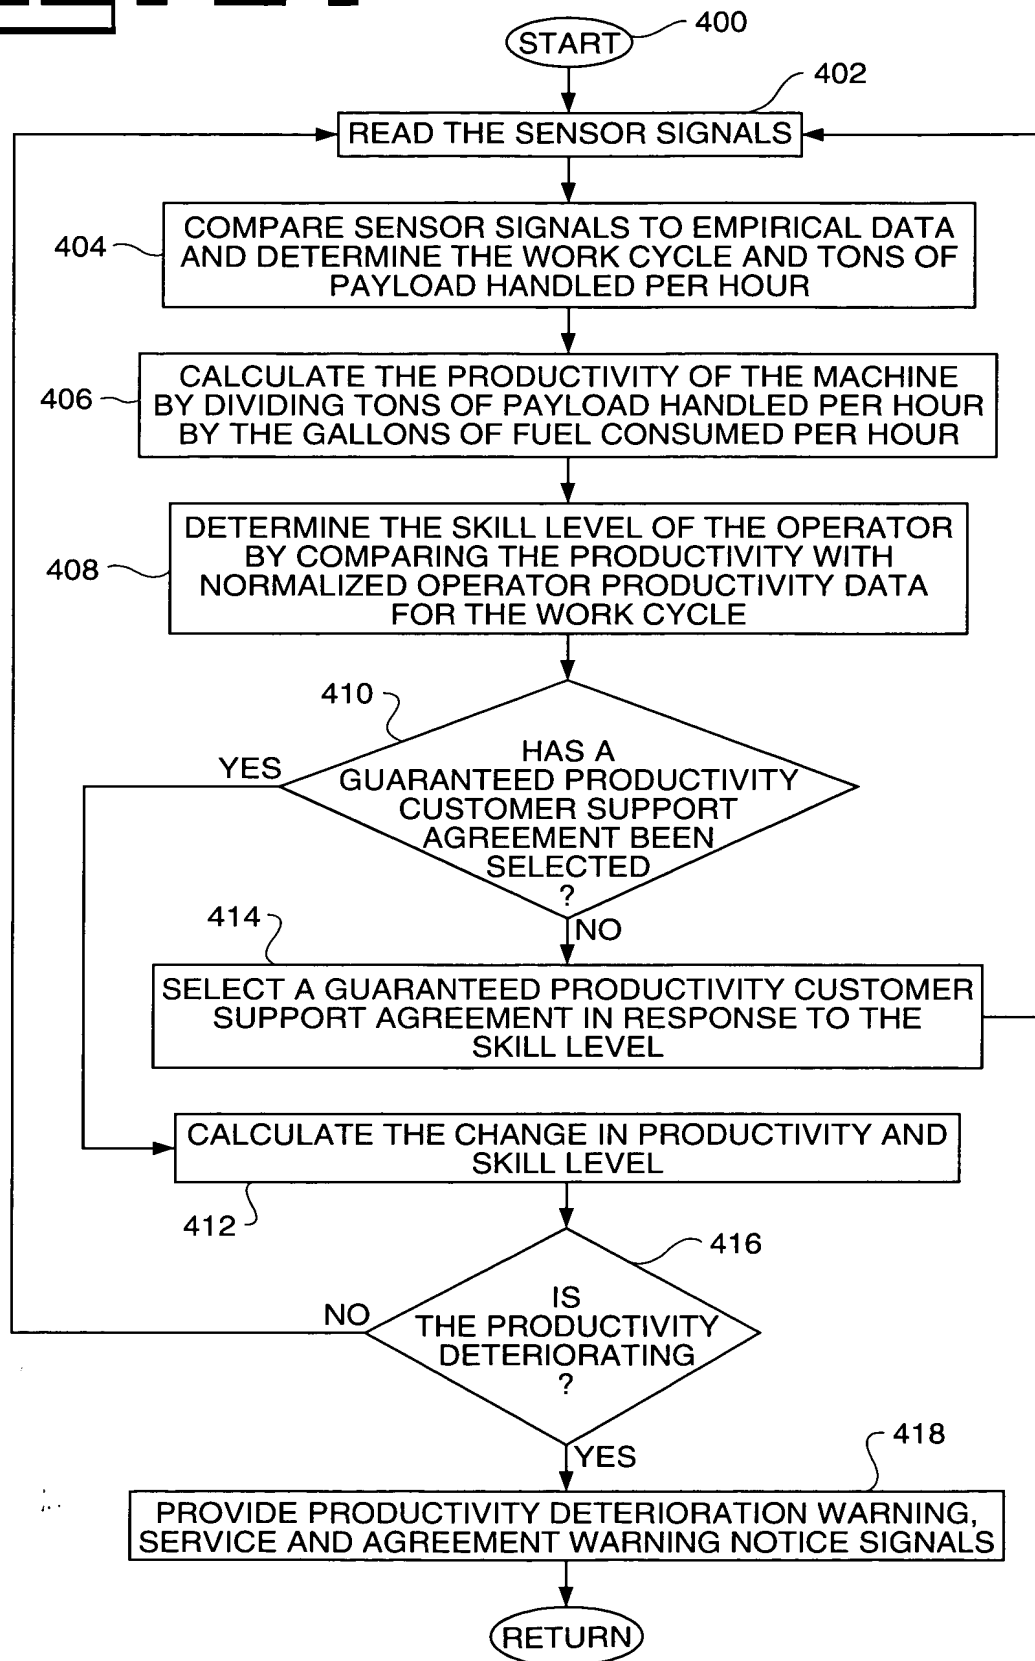 START
400
402
READ THE SENSOR SIGNALS
404
COMPARE SENSOR SIGNALS TO EMPIRICAL DATA
AND DETERMINE THE WORK CYCLE AND TONS OF
PAYLOAD HANDLED PER HOUR
406
CALCULATE THE PRODUCTIVITY OF THE MACHINE
BY DIVIDING TONS OF PAYLOAD HANDLED PER HOUR
BY THE GALLONS OF FUEL CONSUMED PER HOUR
408
DETERMINE THE SKILL LEVEL OF THE OPERATOR
BY COMPARING THE PRODUCTIVITY WITH
NORMALIZED OPERATOR PRODUCTIVITY DATA
FOR THE WORK CYCLE
410
YES
HAS A
GUARANTEED PRODUCTIVITY
CUSTOMER SUPPORT
AGREEMENT BEEN
SELECTED
?
NO
414
SELECT A GUARANTEED PRODUCTIVITY CUSTOMER
SUPPORT AGREEMENT IN RESPONSE TO THE
SKILL LEVEL
CALCULATE THE CHANGE IN PRODUCTIVITY AND
SKILL LEVEL
412
416
NO
IS
THE PRODUCTIVITY
DETERIORATING
?
YES
418
PROVIDE PRODUCTIVITY DETERIORATION WARNING,
SERVICE AND AGREEMENT WARNING NOTICE SIGNALS
RETURN